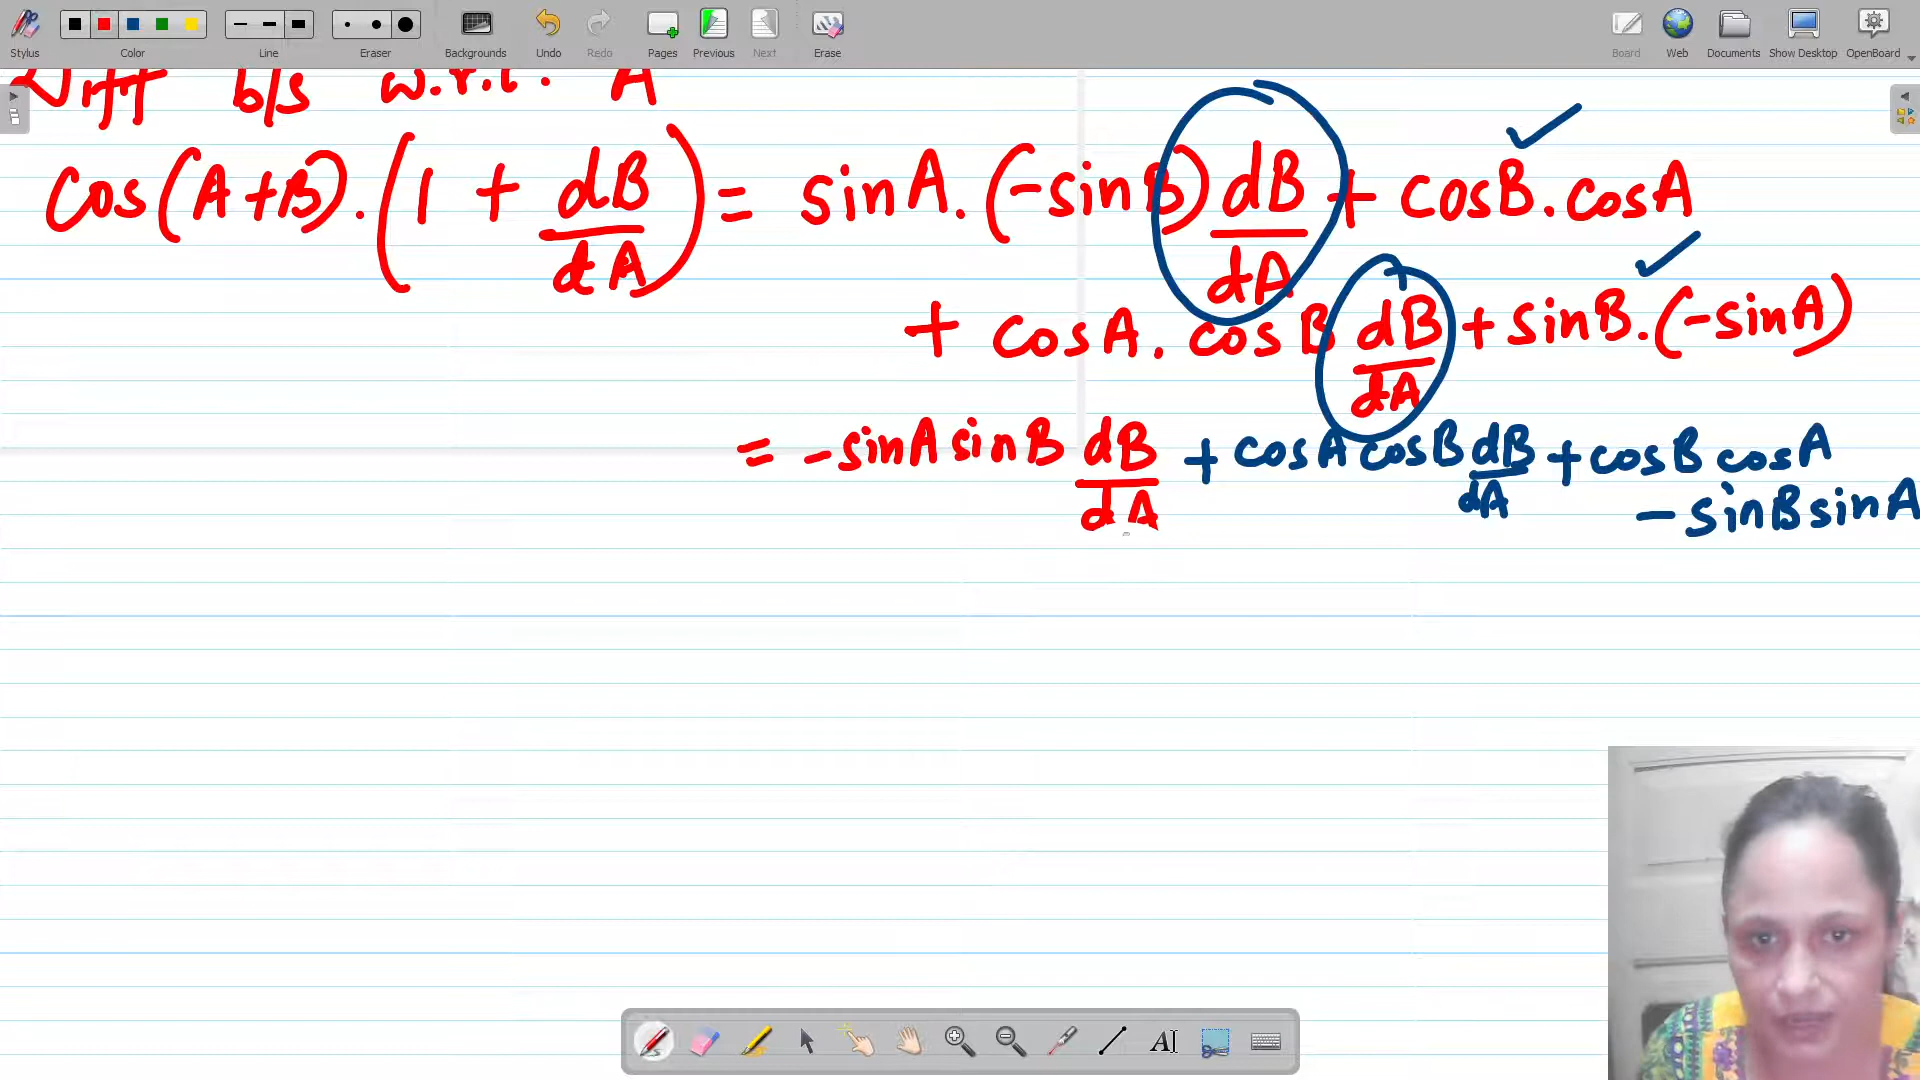 Stylus
Color
Line
Eraser
Backgrounds
Undo
Redo
Pages
Previous
Next
Erase
Board
Web
Documents
Show Desktop
OpenBoard
Diff b/s w.r.t. A
cos(A+B).(1 + dB/dA) = sinA.(-sinB) dB/dA + cosB.cosA
+ cosA.cosB dB/dA + sinB.(-sinA)
= -sinA sinB dB/dA + cosA cosB dB/dA + cosB cosA
- sinB sinA